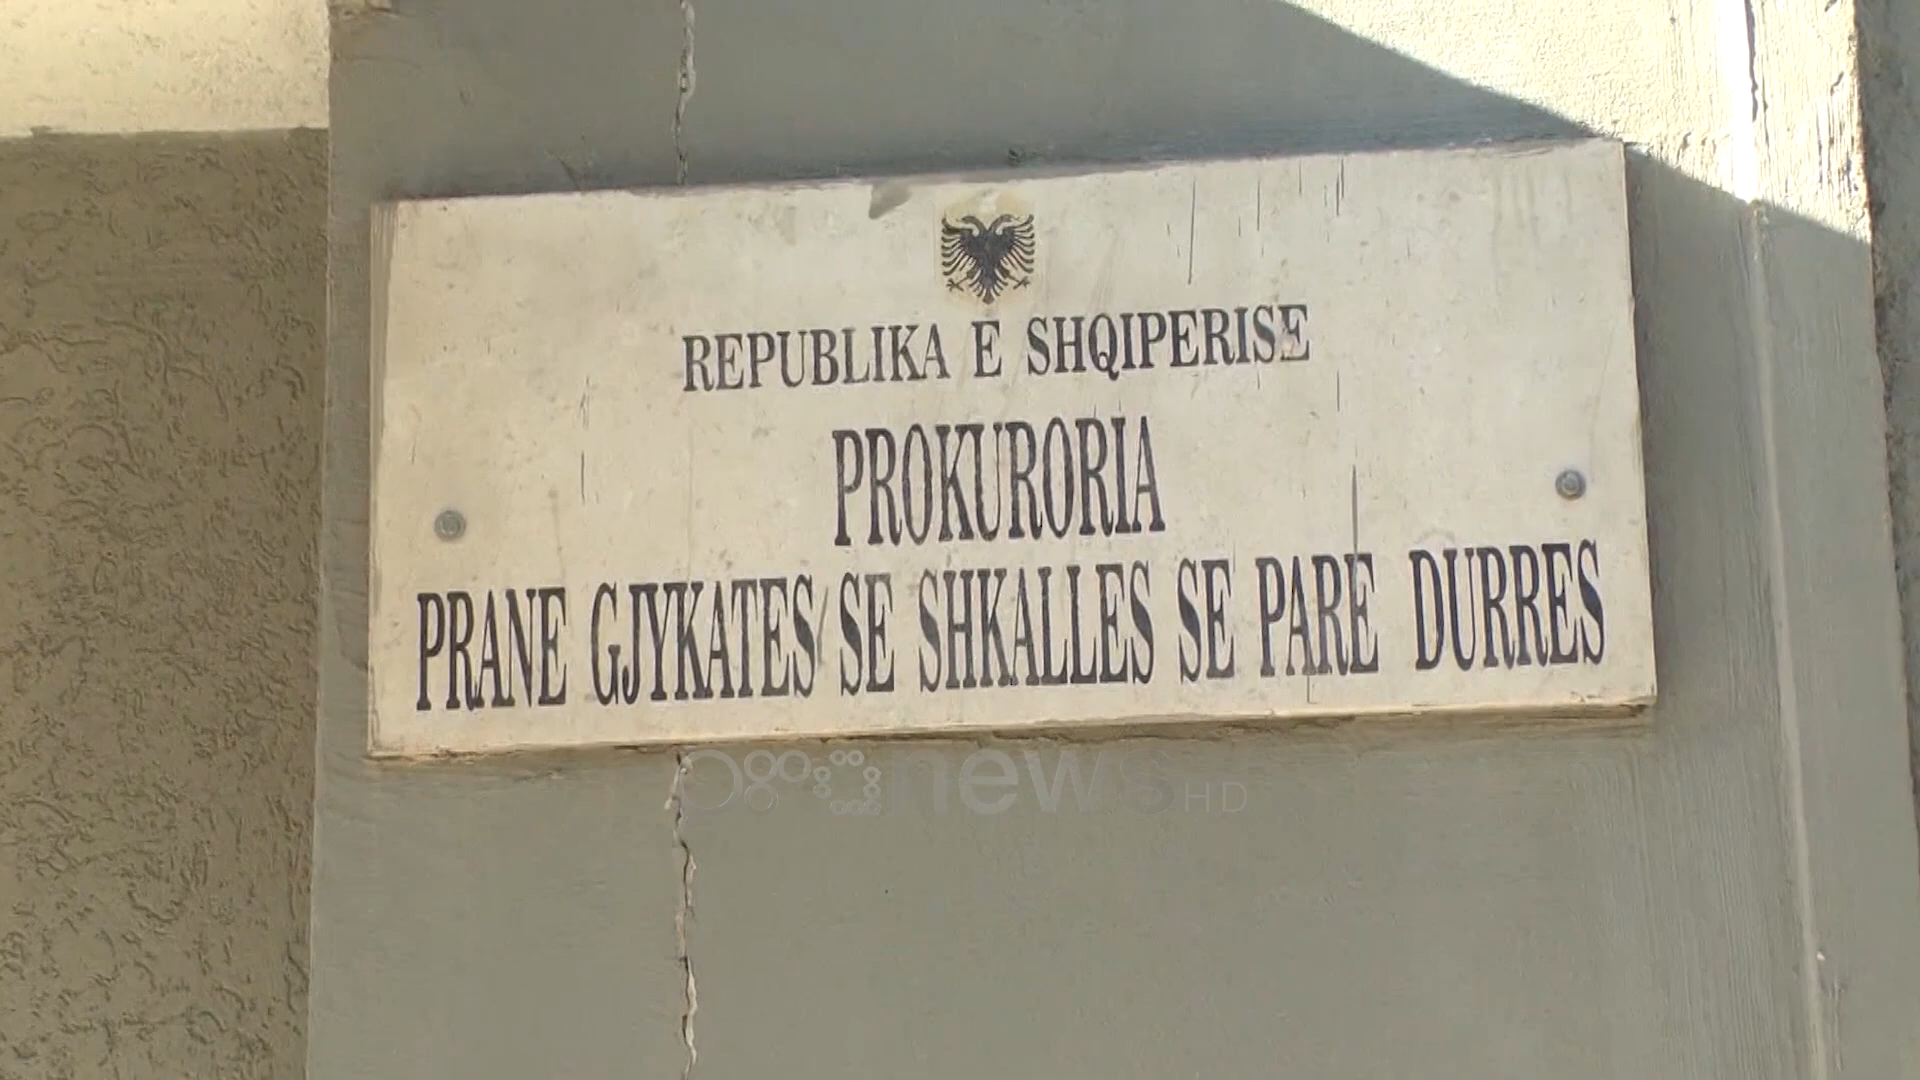 REPUBLIKA E SHQIPERISE
PROKURORIA
PRANE GJYKATES SE SHKALLES SE PARE DURRES
news HD